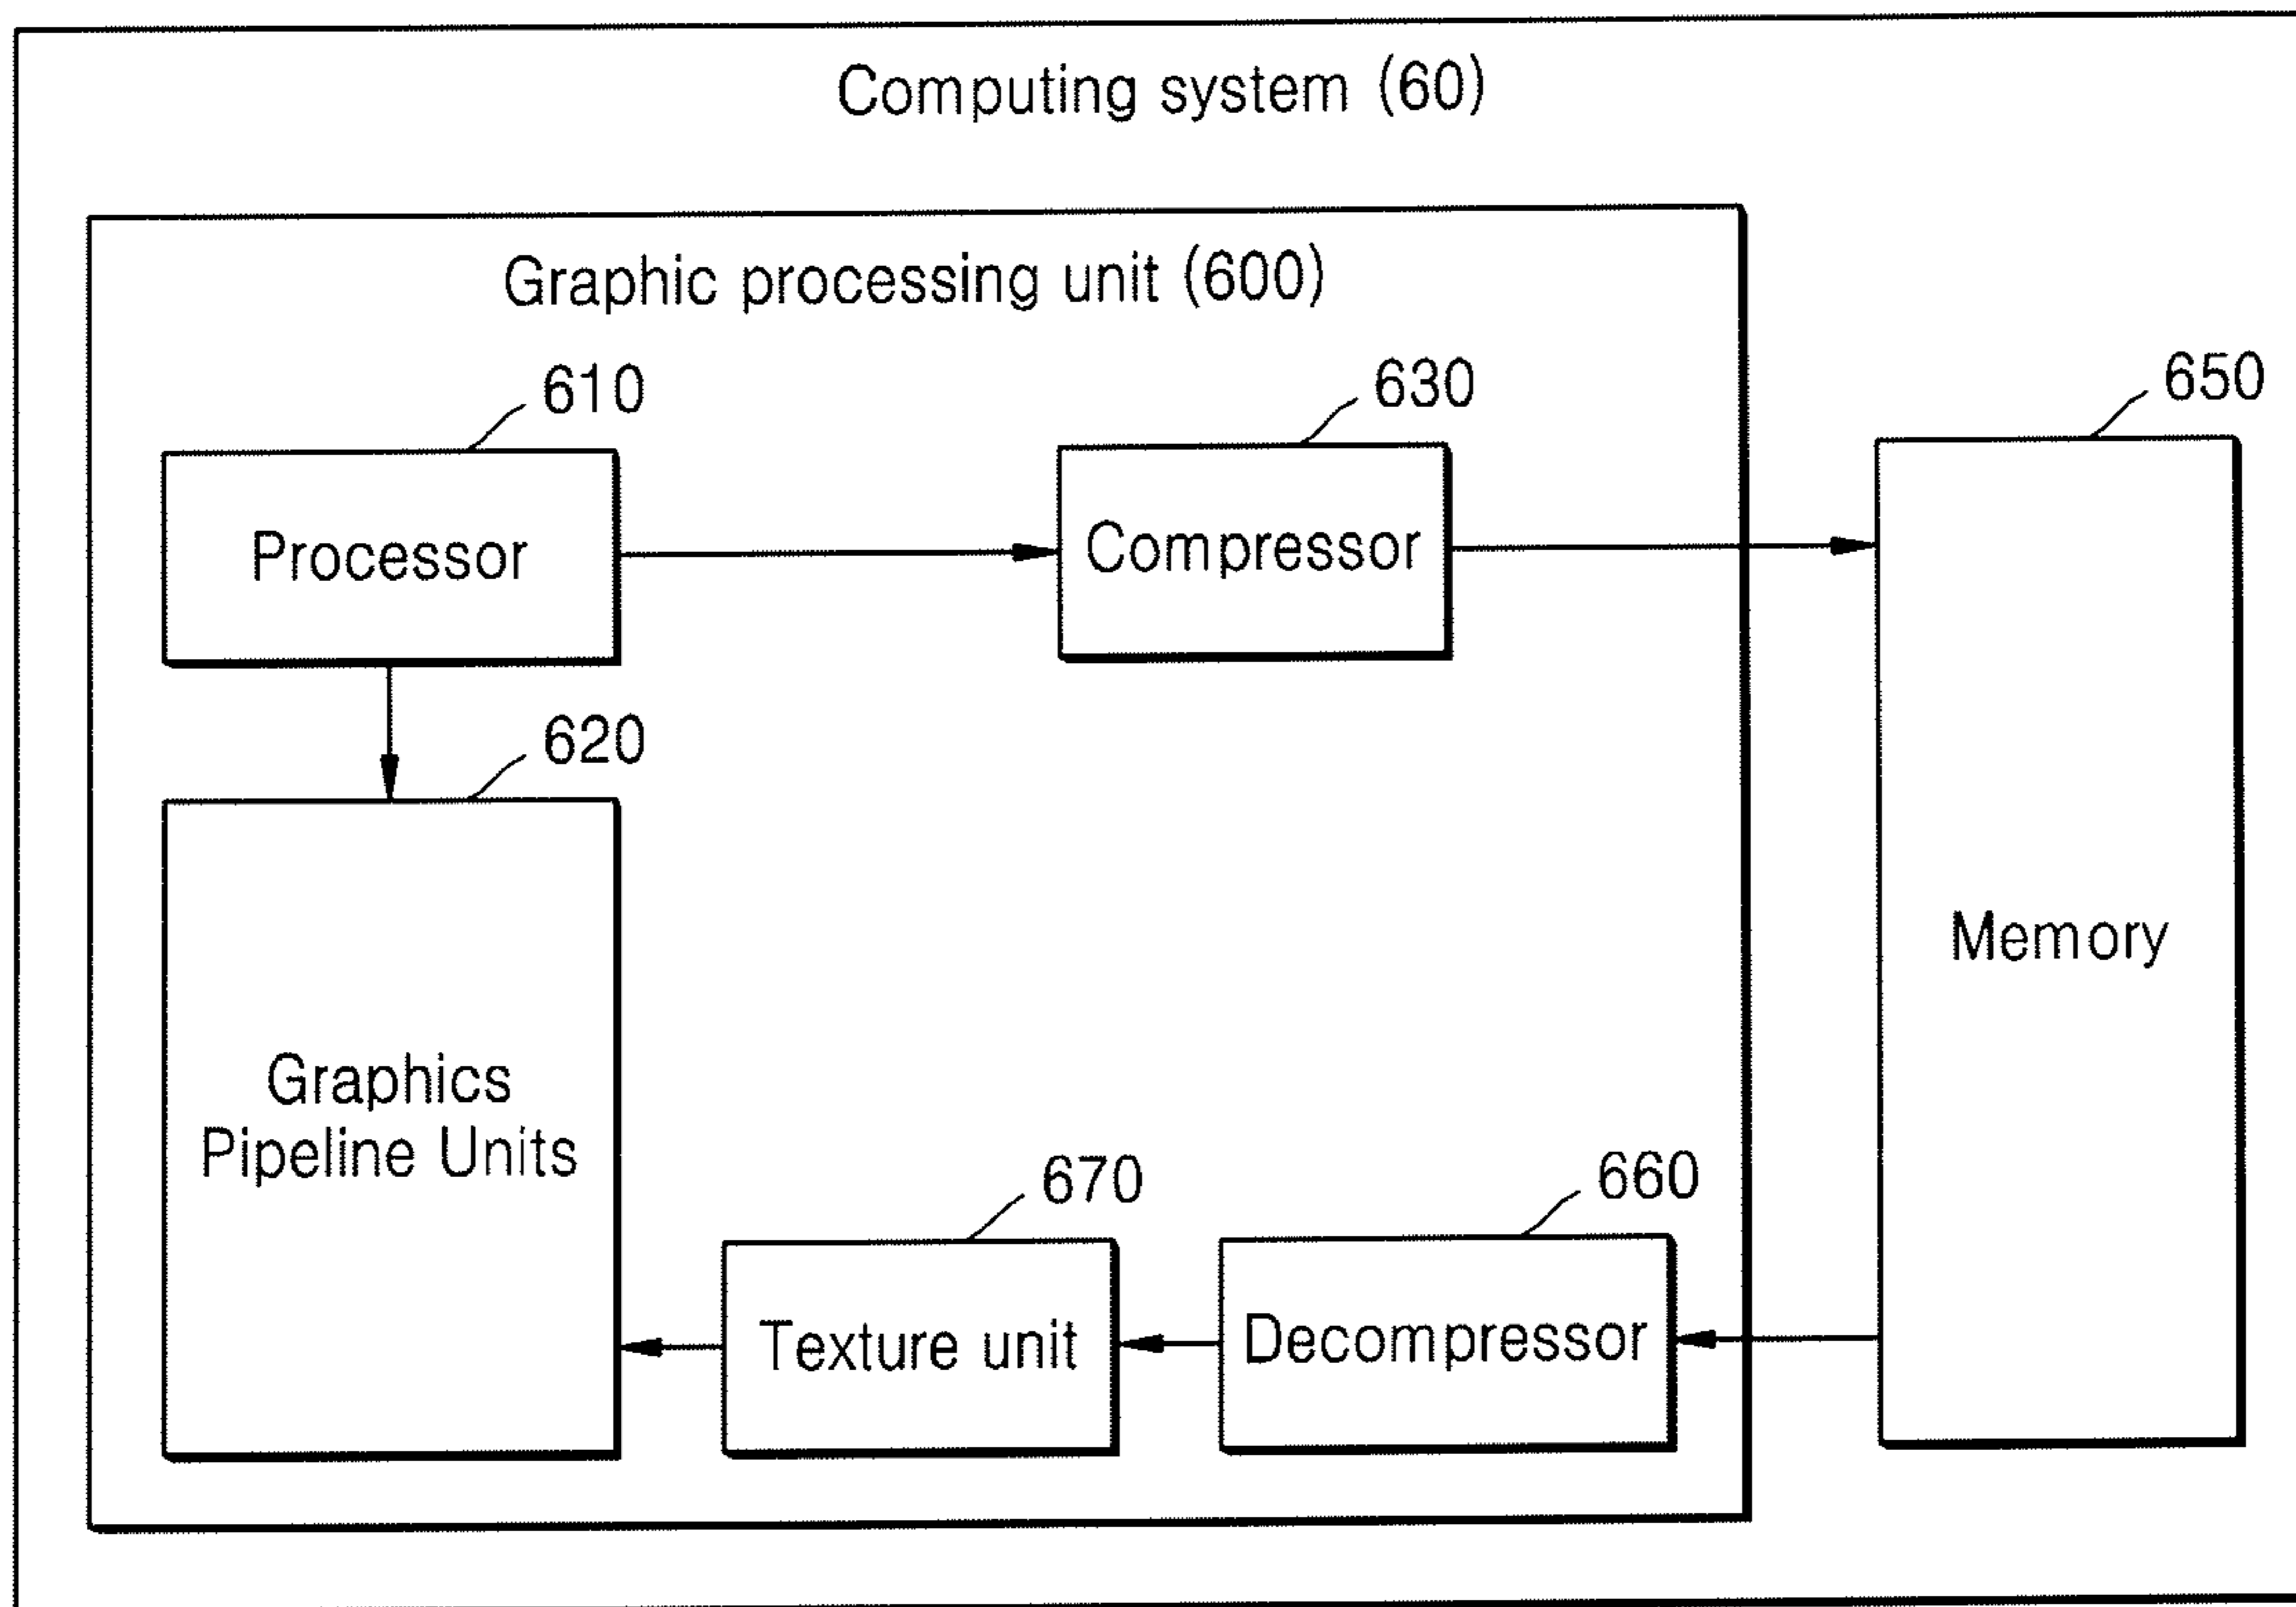 Computing system (60)
Graphic processing unit (600)
610
630
650
Processor
Compressor
620
Memory
Graphics
Pipeline Units
670
660
Texture unit
Decompressor